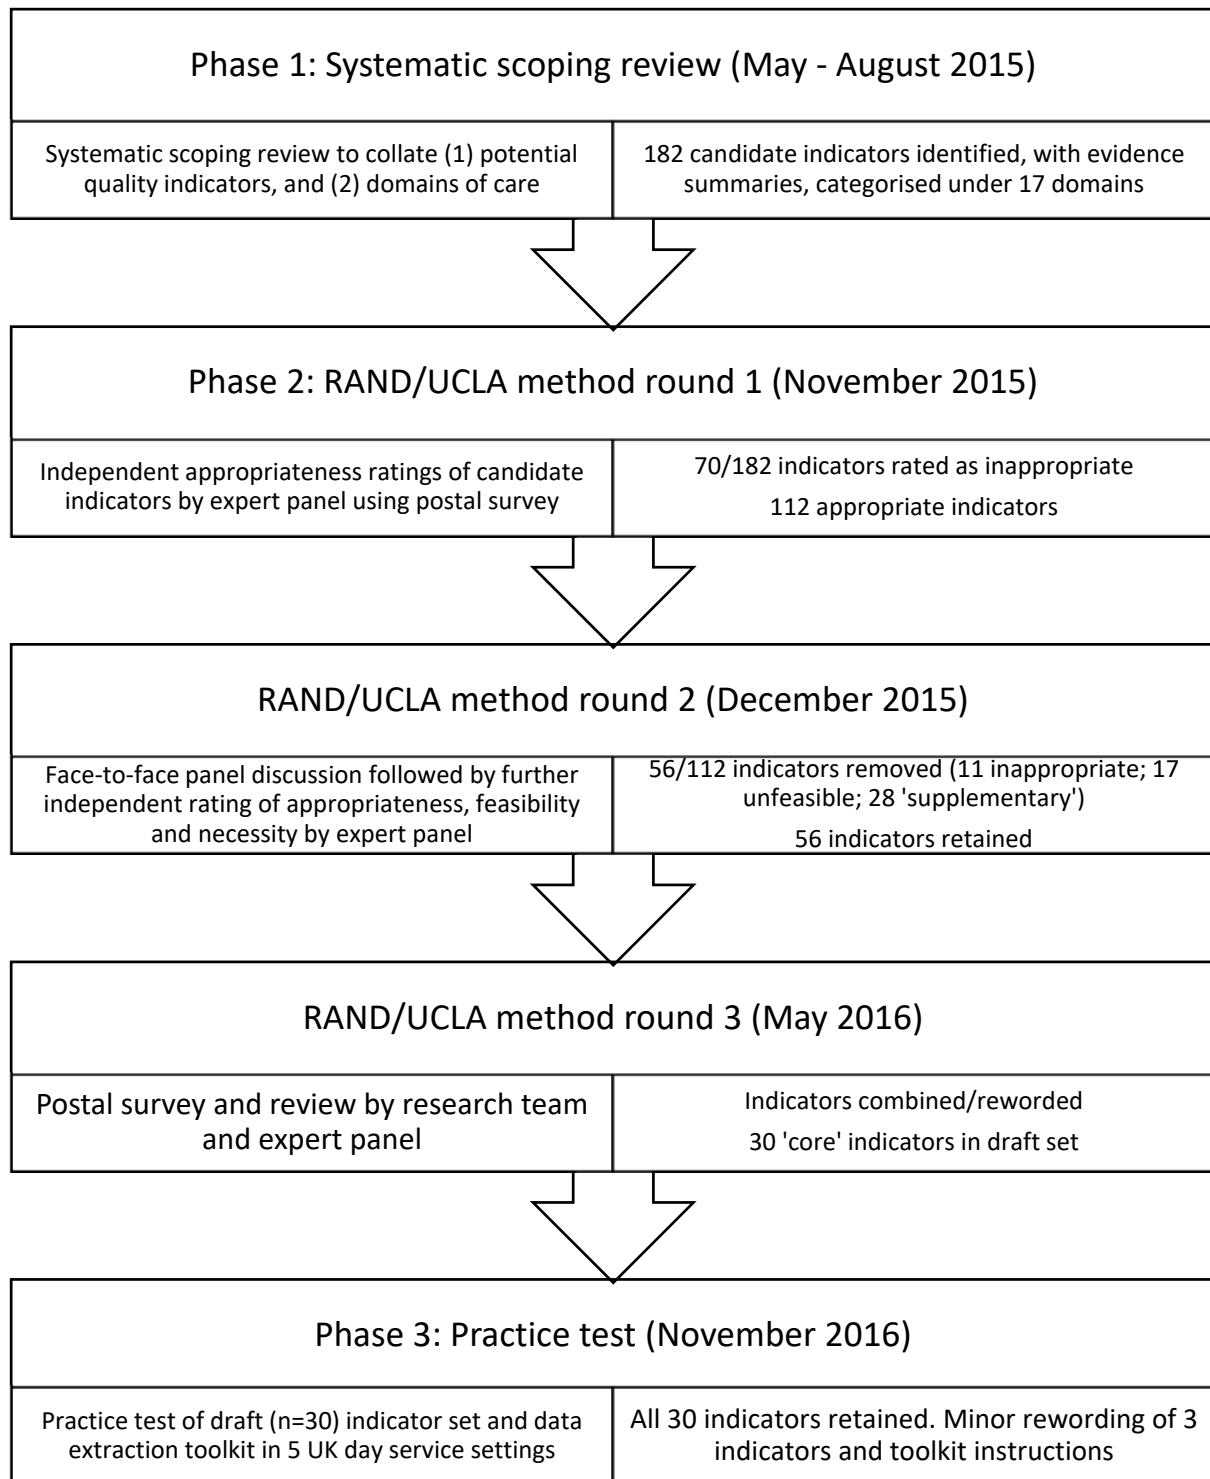 Phase 1: Systematic scoping review (May - August 2015)
Systematic scoping review to collate (1) potential
quality indicators, and (2) domains of care
182 candidate indicators identified, with evidence
summaries, categorised under 17 domains
Phase 2: RAND/UCLA method round 1 (November 2015)
Independent appropriateness ratings of candidate
indicators by expert panel using postal survey
70/182 indicators rated as inappropriate
112 appropriate indicators
RAND/UCLA method round 2 (December 2015)
Face-to-face panel discussion followed by further
independent rating of appropriateness, feasibility
and necessity by expert panel
56/112 indicators removed (11 inappropriate; 17
unfeasible; 28 'supplementary')
56 indicators retained
RAND/UCLA method round 3 (May 2016)
Postal survey and review by research team
and expert panel
Indicators combined/reworded
30 'core' indicators in draft set
Phase 3: Practice test (November 2016)
Practice test of draft (n=30) indicator set and data
extraction toolkit in 5 UK day service settings
All 30 indicators retained. Minor rewording of 3
indicators and toolkit instructions